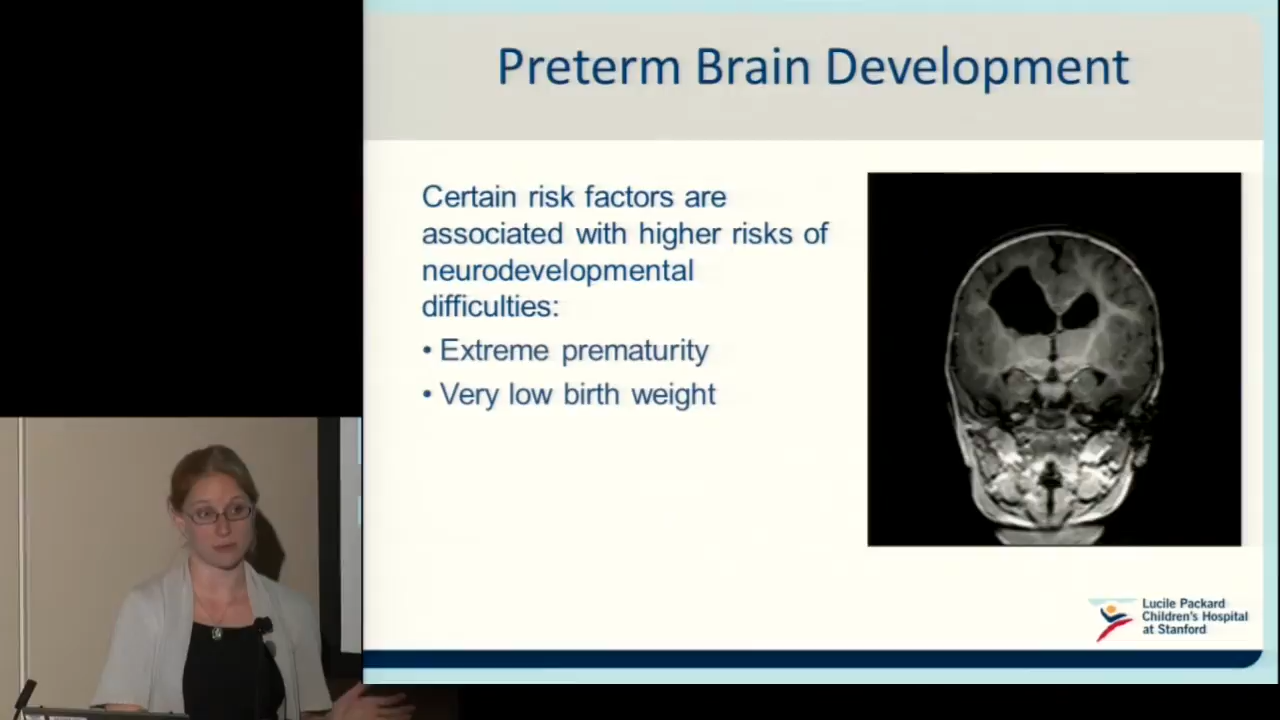 Preterm Brain Development
Certain risk factors are
associated with higher risks of
neurodevelopmental
difficulties:
• Extreme prematurity
• Very low birth weight
Lucile Packard
Children's Hospital
at Stanford